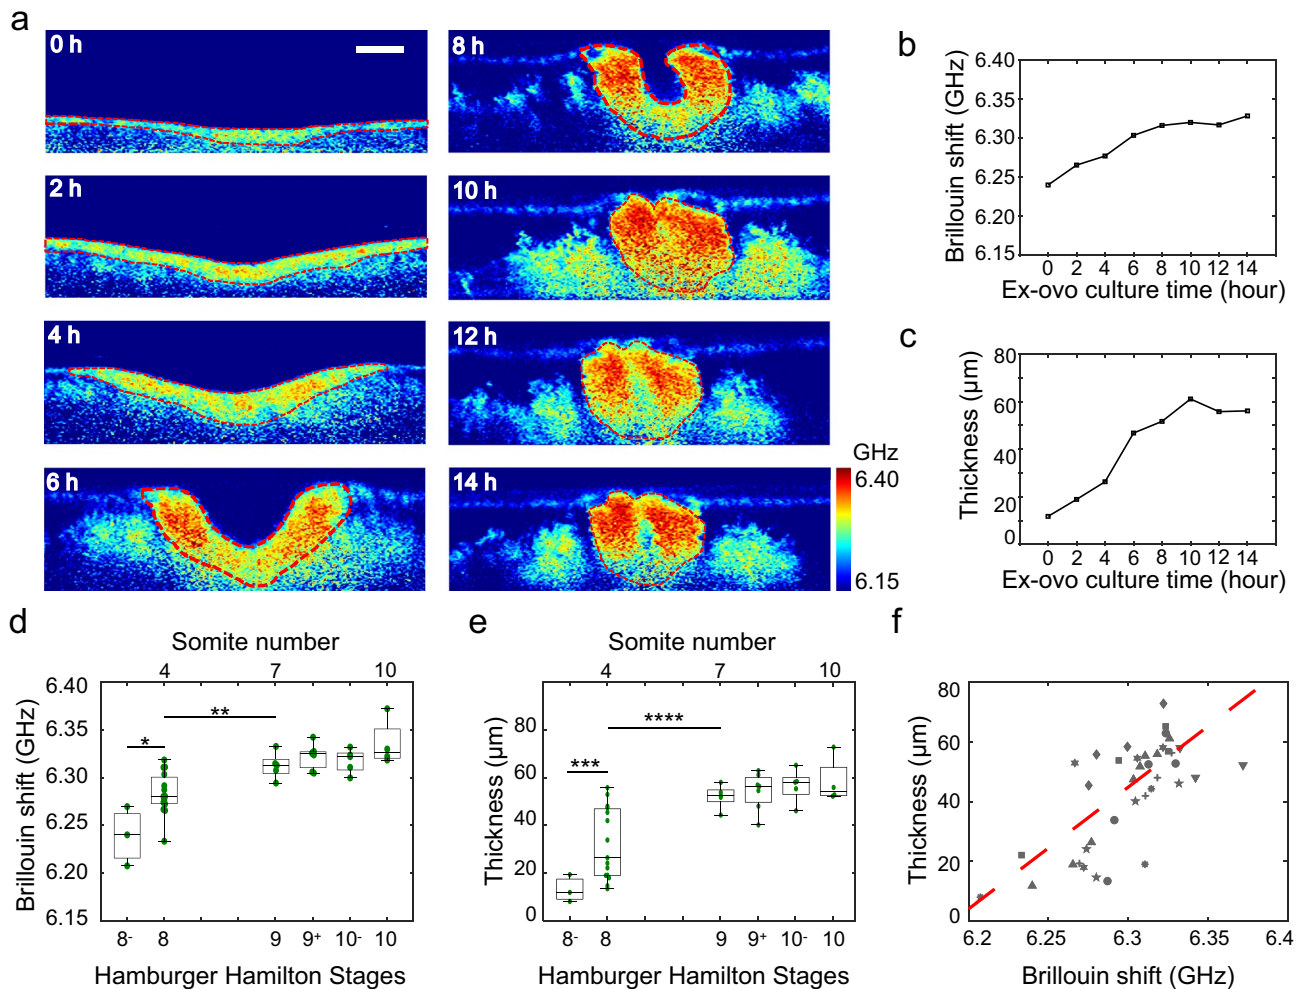 a
0 h
2 h
4 h
6 h
8 h
10 h
12 h
14 h
GHz
6.40
6.15
b
Brillouin shift (GHz)
6.40
6.35
6.30
6.25
6.20
6.15
0 2 4 6 8 10 12 14
Ex-ovo culture time (hour)
c
Thickness (µm)
80
60
40
20
0
0 2 4 6 8 10 12 14
Ex-ovo culture time (hour)
d
Somite number
4 7 10
Brillouin shift (GHz)
6.40
6.35
6.30
6.24
6.20
6.15
*
**
8- 8 9 9+ 10- 10
Hamburger Hamilton Stages
e
Somite number
4 7 10
Thickness (µm)
80
60
40
20
0
***
****
8- 8 9 9+ 10- 10
Hamburger Hamilton Stages
f
Thickness (µm)
80
60
40
20
0
6.2 6.25 6.3 6.35 6.4
Brillouin shift (GHz)